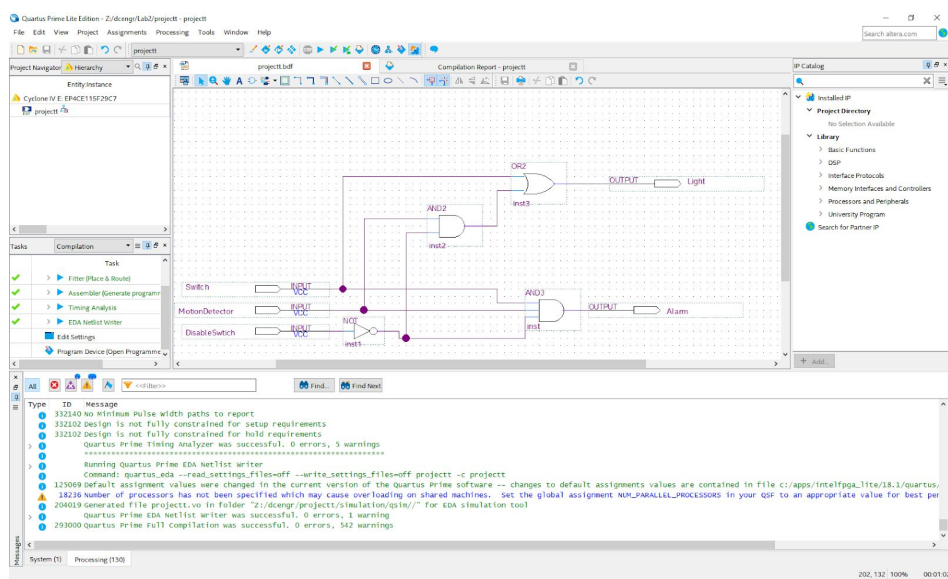 Quartus Prime Lite Edition - Z:/dcengr/Lab2/projectt - projectt
File Edit View Project Assignments Processing Tools Window Help
Search altera.com
projectt
Project Navigator Hierarchy
projectt.bdf
Compilation Report - projectt
IP Catalog
Entity:Instance
Cyclone IV E: EP4CE115F29C7
projectt
Installed IP
Project Directory
No Selection Available
Library
Basic Functions
DSP
Interface Protocols
Memory Interfaces and Controllers
Processors and Peripherals
University Program
Search for Partner IP
+ Add...
OR2
inst3
OUTPUT
Light
AND2
inst2
Switch
INPUT
VCC
MotionDetector
INPUT
VCC
DisableSwtich
INPUT
VCC
NOT
inst1
AND3
inst
OUTPUT
Alarm
Tasks Compilation
Task
Fitter (Place & Route)
Assembler (Generate programm
Timing Analysis
EDA Netlist Writer
Edit Settings
Program Device (Open Programme
All <<Filter>> Find... Find Next
Type ID Message
332140 No Minimum Pulse Width paths to report
332102 Design is not fully constrained for setup requirements
332102 Design is not fully constrained for hold requirements
Quartus Prime Timing Analyzer was successful. 0 errors, 5 warnings
*******************************************************************
Running Quartus Prime EDA Netlist Writer
Command: quartus_eda --read_settings_files=off --write_settings_files=off projectt -c projectt
125069 Default assignment values were changed in the current version of the Quartus Prime software -- changes to default assignments values are contained in file c:/apps/intelfpga_lite/18.1/quartus/
18236 Number of processors has not been specified which may cause overloading on shared machines. Set the global assignment NUM_PARALLEL_PROCESSORS in your QSF to an appropriate value for best per
204019 Generated file projectt.vo in folder "Z:/dcengr/projectt/simulation/qsim//" for EDA simulation tool
Quartus Prime EDA Netlist Writer was successful. 0 errors, 1 warning
293000 Quartus Prime Full Compilation was successful. 0 errors, 542 warnings
Messages
System (1) Processing (130)
202, 132 100% 00:01:02